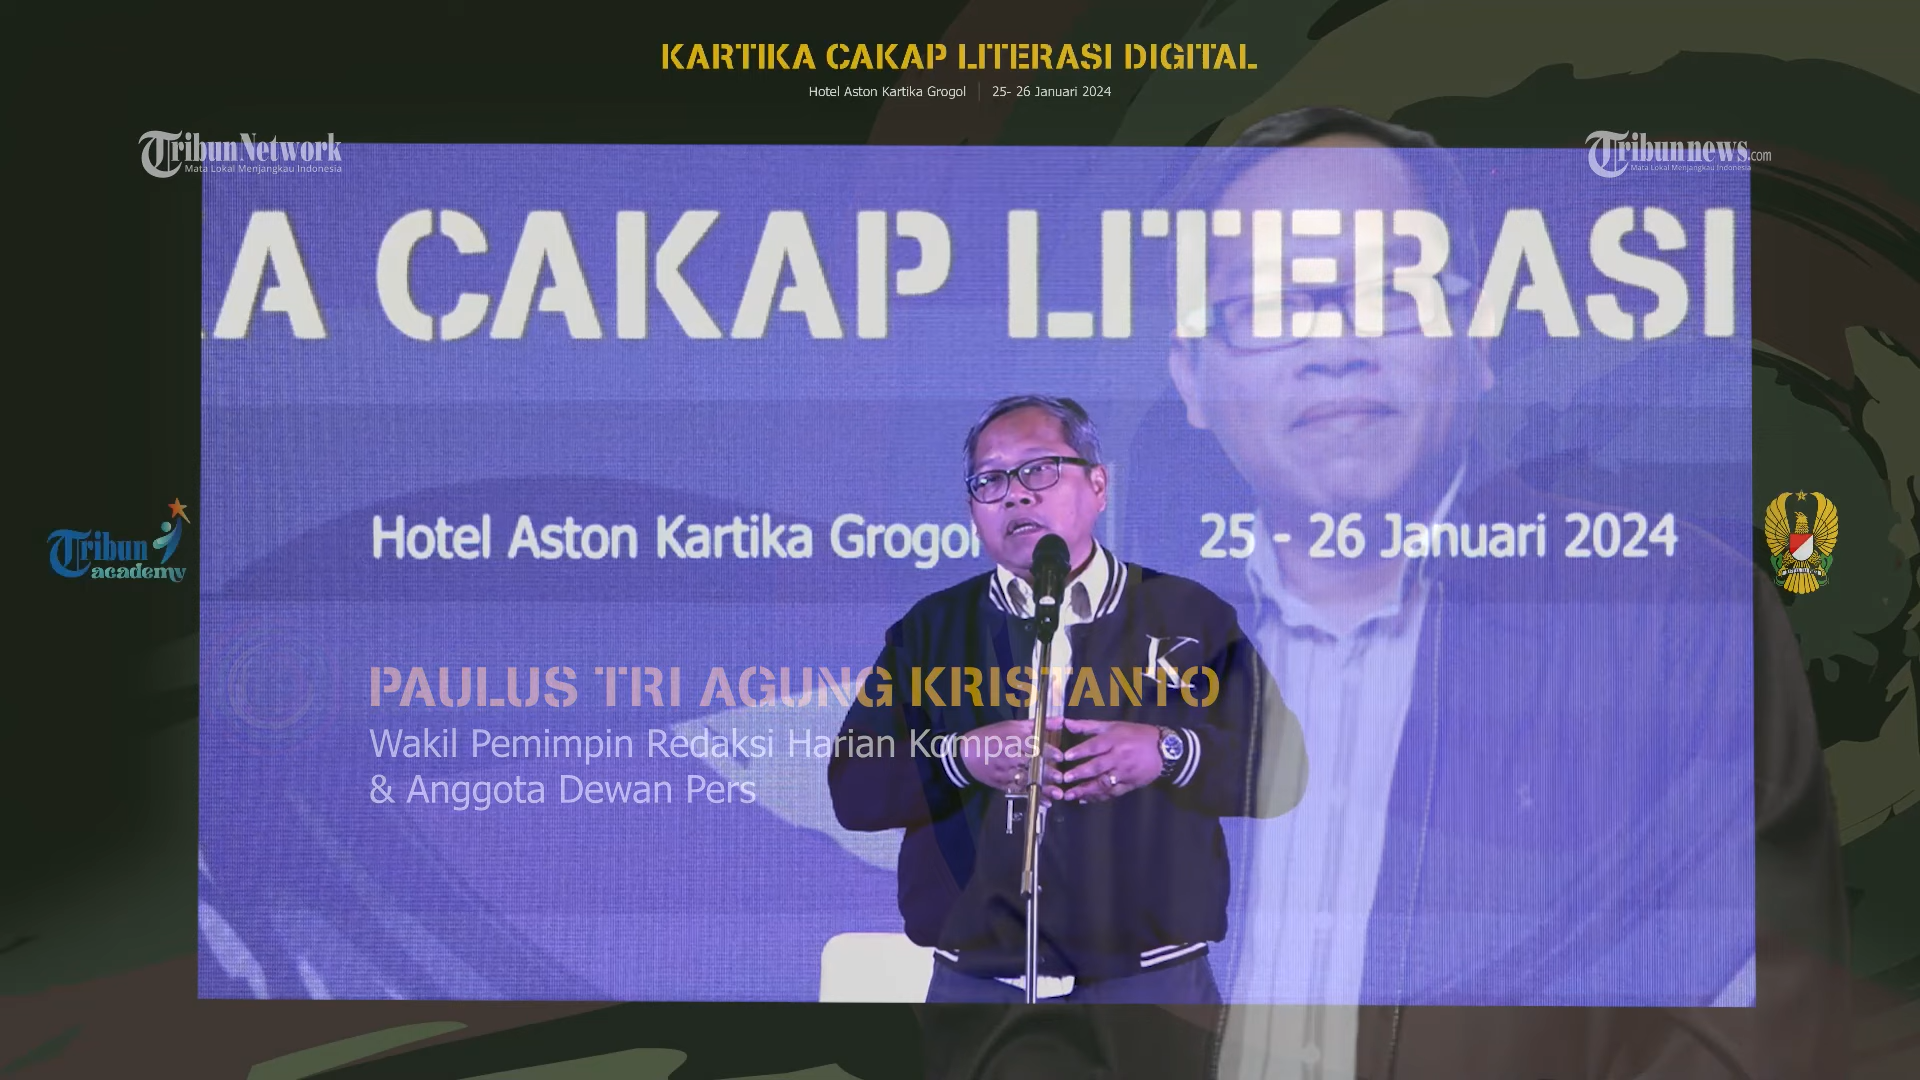 KARTIKA CAKAP LITERASI DIGITAL
Hotel Aston Kartika Grogol | 25- 26 Januari 2024
Tribun Network
Mata Lokal Menjangkau Indonesia
Tribunnews.com
Mata Lokal Menjangkau Indonesia
A CAKAP LITERASI
Hotel Aston Kartika Grogol
25 - 26 Januari 2024
Tribun
academy
K
PAULUS TRI AGUNG KRISTANTO
Wakil Pemimpin Redaksi Harian Kompas
& Anggota Dewan Pers